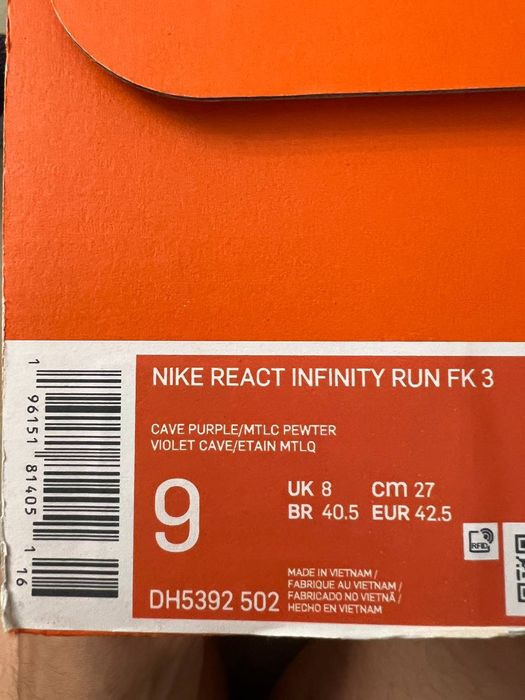 NIKE REACT INFINITY RUN FK 3
CAVE PURPLE/MTLC PEWTER
VIOLET CAVE/ETAIN MTLQ
9
UK 8 cm 27
BR 40.5 EUR 42.5
RFID
MADE IN VIETNAM /
FABRIQUE AU VIETNAM /
FABRICADO NO VIETNÃ /
HECHO EN VIETNAM
DH5392 502
1 96151 81405 1 16